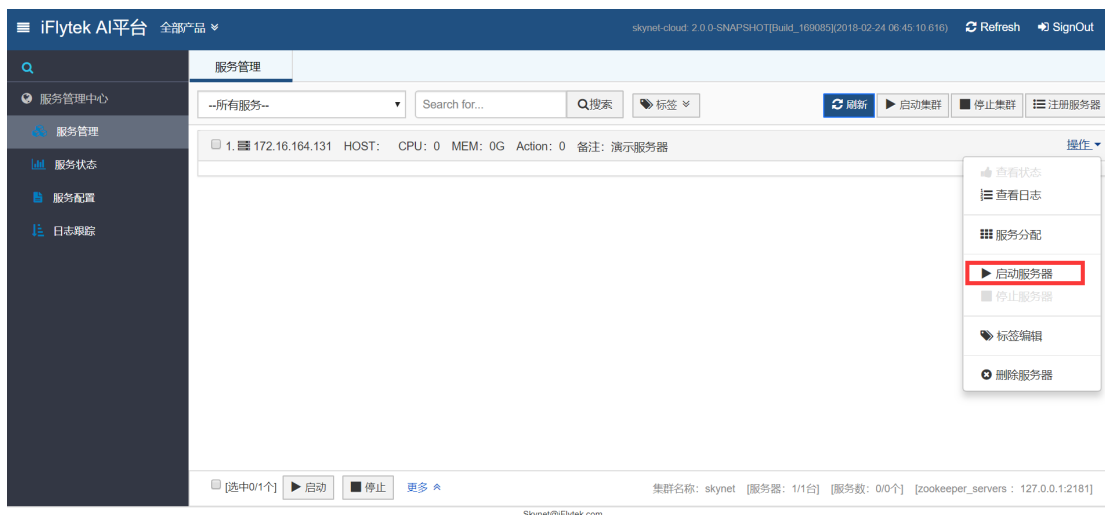 iFlytek AI平台 全部产品 skynet-cloud: 2.0.0-SNAPSHOT[Build_169085](2018-02-24 06:45:10.616) Refresh SignOut
服务管理
服务管理中心
--所有服务-- Search for... 搜索 标签 刷新 启动集群 停止集群 注册服务器
服务管理
1. 172.16.164.131 HOST: CPU: 0 MEM: 0G Action: 0 备注: 演示服务器 操作
服务状态
查看状态
服务配置
查看日志
日志跟踪
服务分配
启动服务器
停止服务器
标签编辑
删除服务器
[选中0/1个] 启动 停止 更多 集群名称: skynet [服务器: 1/1台] [服务数: 0/0个] [zookeeper_servers : 127.0.0.1:2181]
Skynet@iFlytek.com